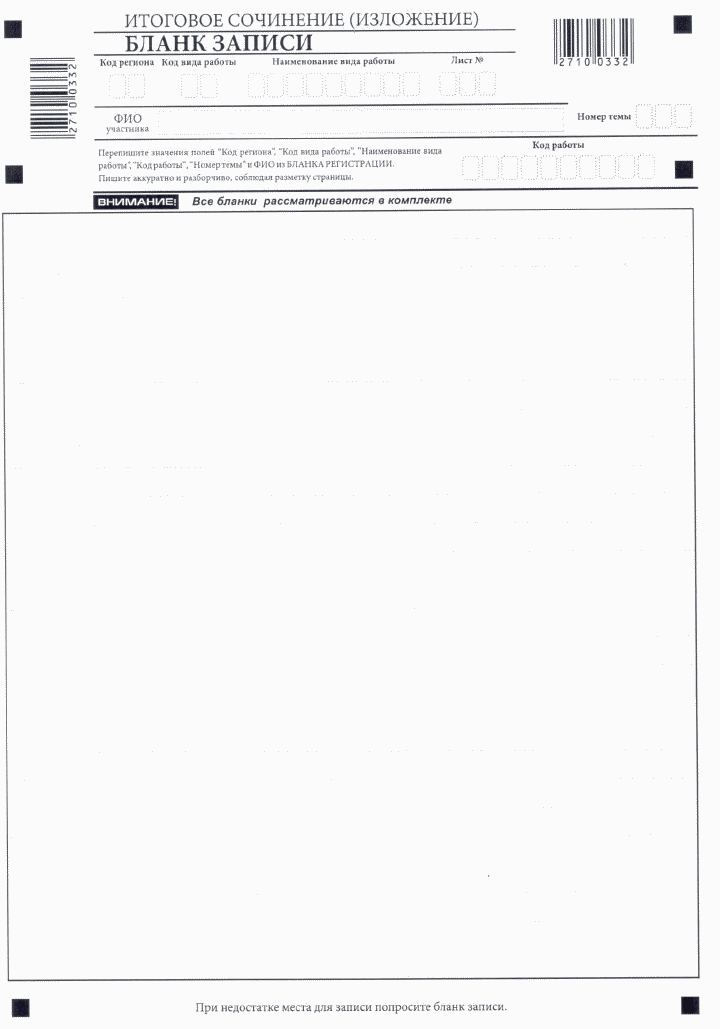 ИТОГОВОЕ СОЧИНЕНИЕ (ИЗЛОЖЕНИЕ)
БЛАНК ЗАПИСИ
2710 0332
2710 0332
Код региона Код вида работы Наименование вида работы Лист №
ФИО участника
Номер темы
Перепишите значения полей "Код региона", "Код вида работы", "Наименование вида
работы", "Код работы", "Номер темы" и ФИО из БЛАНКА РЕГИСТРАЦИИ.
Пишите аккуратно и разборчиво, соблюдая разметку страницы.
Код работы
ВНИМАНИЕ! Все бланки рассматриваются в комплекте
При недостатке места для записи попросите бланк записи.